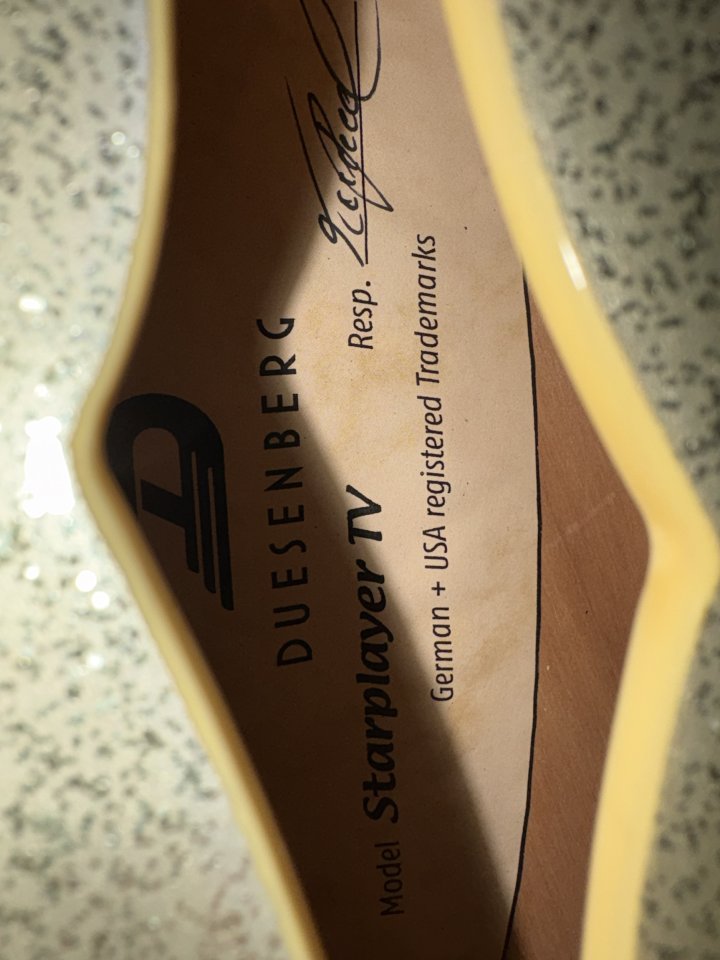 D
DUESENBERG
Model Starplayer TV Resp.
German + USA registered Trademarks